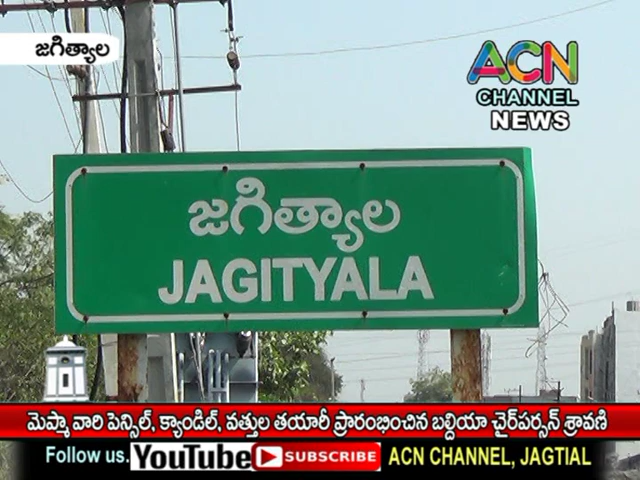 జగిత్యాల
ACN
CHANNEL
NEWS
జగిత్యాల
JAGITYALA
మెప్మా వారి పెన్సిల్, క్యాండిల్, వత్తుల తయారీ ప్రారంభించిన బల్దియా చైర్‌పర్సన్ శ్రావణి
Follow us. YouTube SUBSCRIBE ACN CHANNEL, JAGTIAL